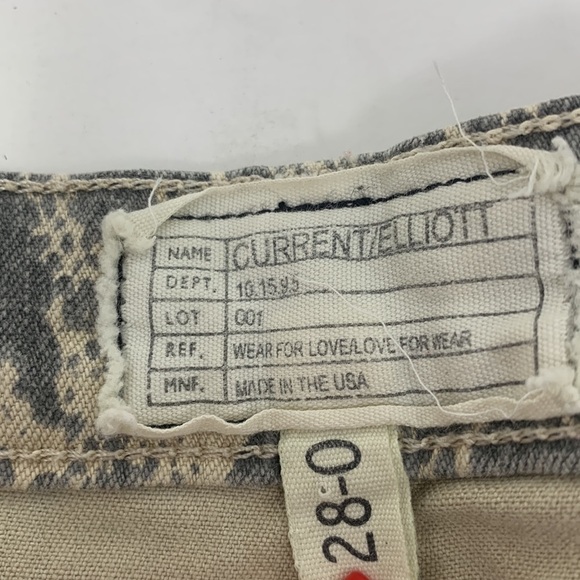 NAME CURRENT/ELLIOTT
DEPT. 10.15.95
LOT 001
REF. WEAR FOR LOVE/LOVE FOR WEAR
MNF. MADE IN THE USA
28-0